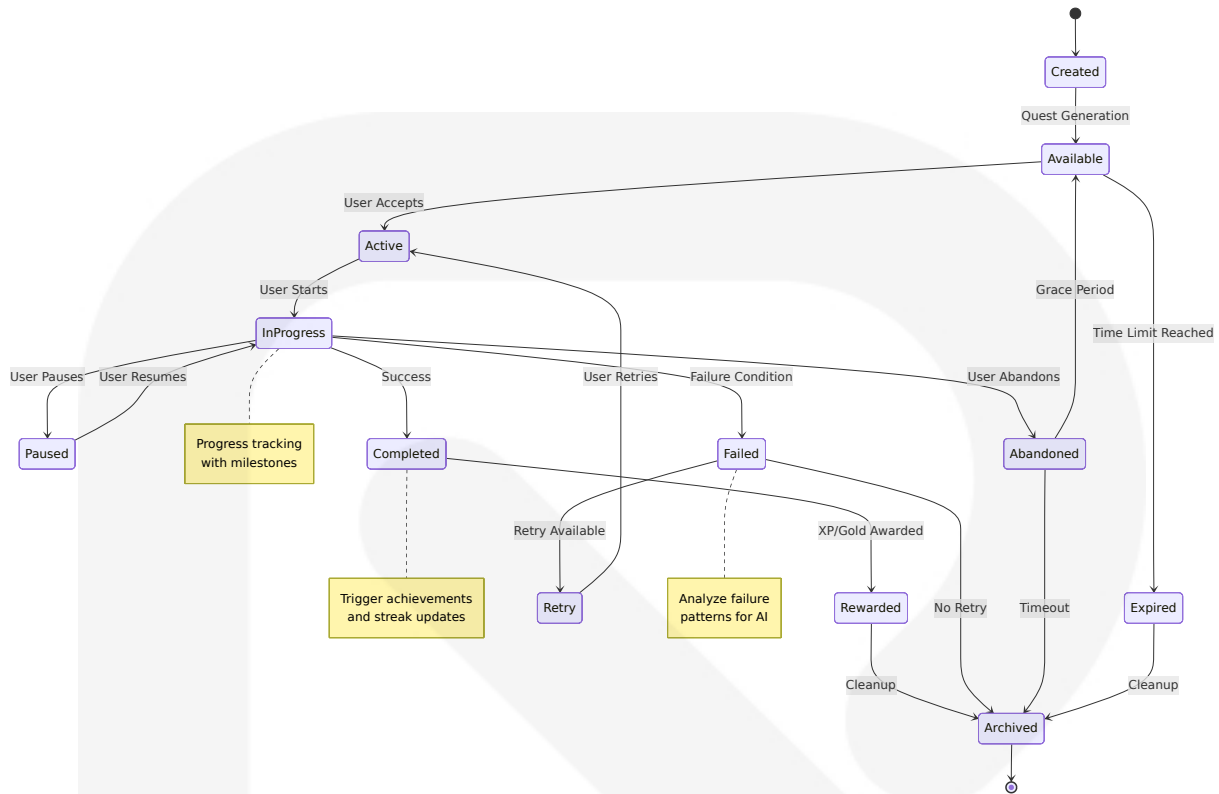 Created
Quest Generation
Available
User Accepts
Active
User Starts
Grace Period
InProgress
Time Limit Reached
User Pauses
User Resumes
Success
User Retries
Failure Condition
User Abandons
Paused
Progress tracking
with milestones
Completed
Failed
Abandoned
Retry Available
XP/Gold Awarded
Trigger achievements
and streak updates
Retry
Analyze failure
patterns for AI
Rewarded
No Retry
Timeout
Expired
Cleanup
Cleanup
Archived